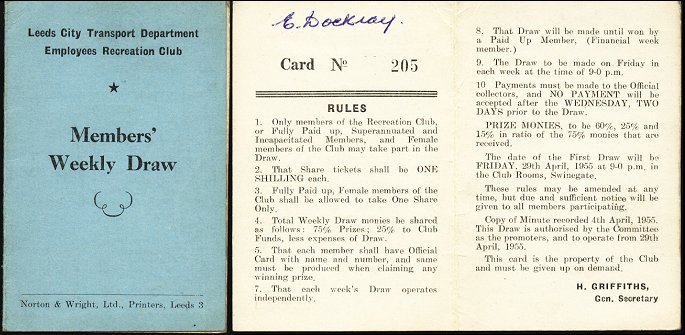 Leeds City Transport Department
Employees Recreation Club
Members'
Weekly Draw
Norton & Wright, Ltd., Printers, Leeds 3
E. Dockray.
Card No 205
RULES
1. Only members of the Recreation Club,
or Fully Paid up, Superannuated and
Incapacitated Members, and Female
members of the Club may take part in the
Draw.
2. That Share tickets shall be ONE
SHILLING each.
3. Fully Paid up, Female members of the
Club shall be allowed to take One Share
Only.
4. Total Weekly Draw monies be shared
as follows: 75% Prizes; 25% to Club
Funds, less expenses of Draw.
5. That each member shall have Official
Card with name and number, and same
must be produced when claiming any
winning prize.
7. That each week's Draw operates
independently.
8. That Draw will be made until won by
a Paid Up Member, (Financial week
member.)
9. The Draw to be made on Friday in
each week at the time of 9-0 p.m.
10 Payments must be made to the Official
collectors, and NO PAYMENT will be
accepted after the WEDNESDAY, TWO
DAYS prior to the Draw.
PRIZE MONIES, to be 60%, 25% and
15% in ratio of the 75% monies that are
received.
The date of the First Draw will be
FRIDAY, 29th April, 1955 at 9-0 p.m. in
the Club Rooms, Swinegate.
These rules may be amended at any
time, but due and sufficient notice will be
given to all members participating.
Copy of Minute recorded 4th April, 1955.
This Draw is authorised by the Committee
as the promoters, and to operate from 29th
April, 1955.
This card is the property of the Club
and must be given up on demand.
H. GRIFFITHS,
Gen. Secretary